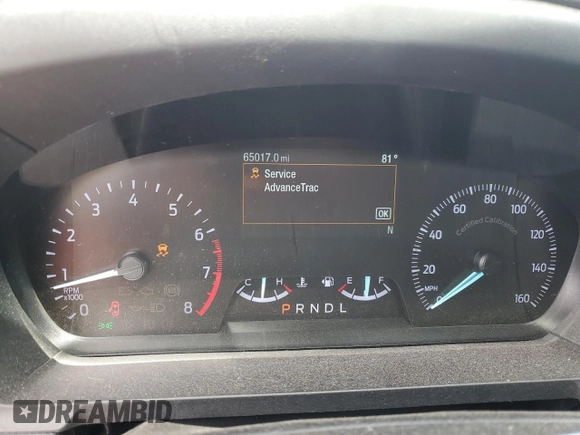 65017.0 mi 81°
Service
AdvanceTrac
OK
N
0 1 2 3 4 5 6 7 8
RPM
x1000
C H E F
P R N D L
0 20 40 60 80 100 120 140 160
Certified Calibration
MPH
DREAMBID